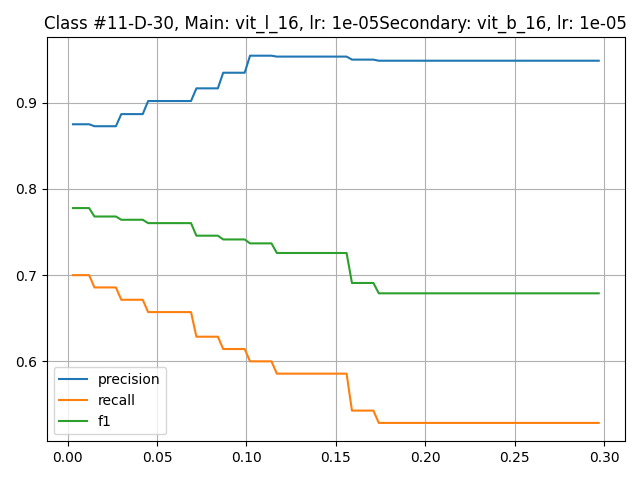 Class #11-D-30, Main: vit_l_16, lr: 1e-05Secondary: vit_b_16, lr: 1e-05
0.9
0.8
0.7
0.6
precision
recall
f1
0.00 0.05 0.10 0.15 0.20 0.25 0.30